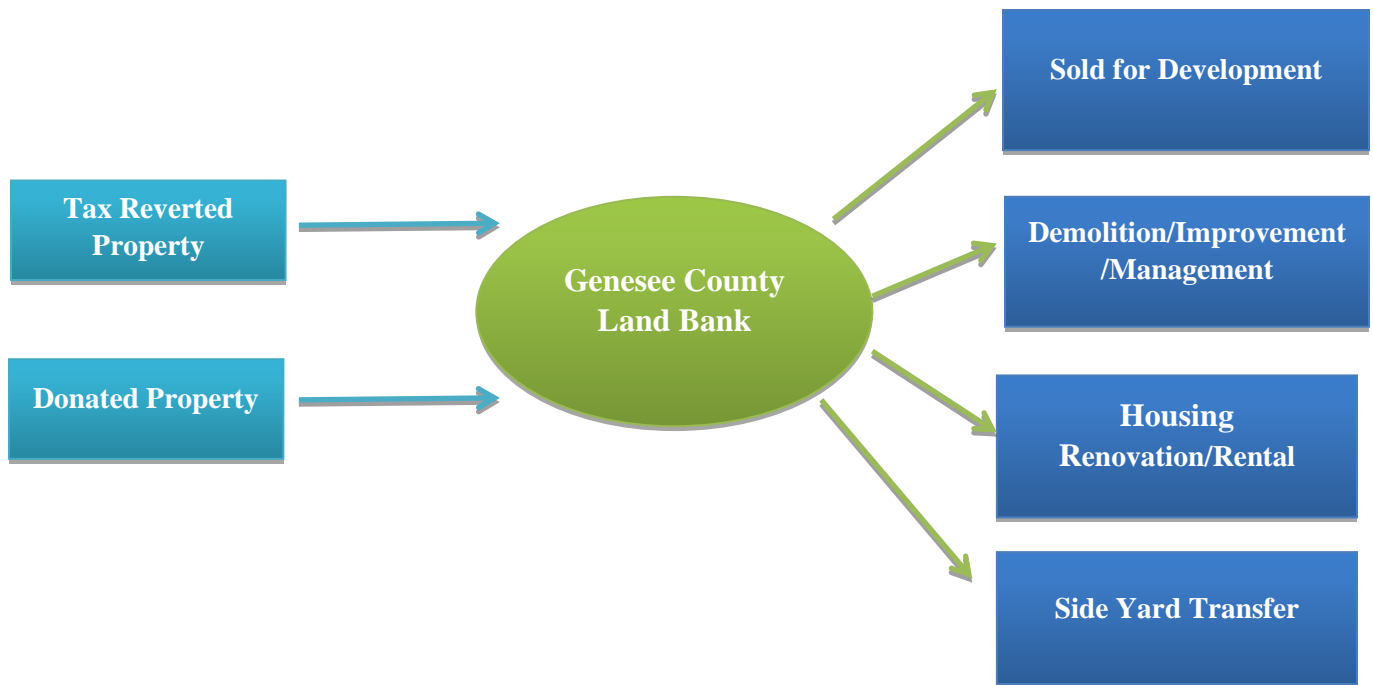 Tax Reverted
Property
Donated Property
Genesee County
Land Bank
Sold for Development
Demolition/Improvement
/Management
Housing
Renovation/Rental
Side Yard Transfer